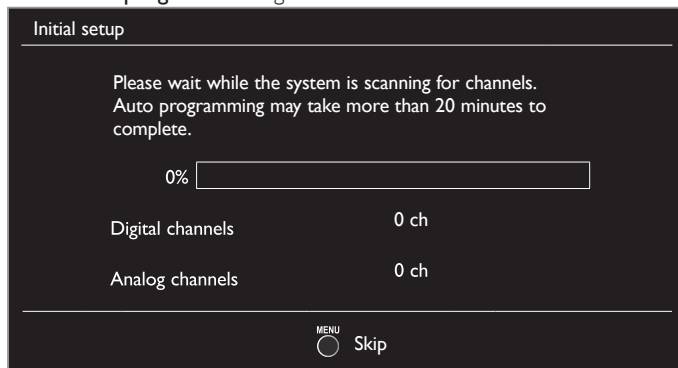 Initial setup
Please wait while the system is scanning for channels.
Auto programming may take more than 20 minutes to
complete.
0%
Digital channels 0 ch
Analog channels 0 ch
MENU Skip